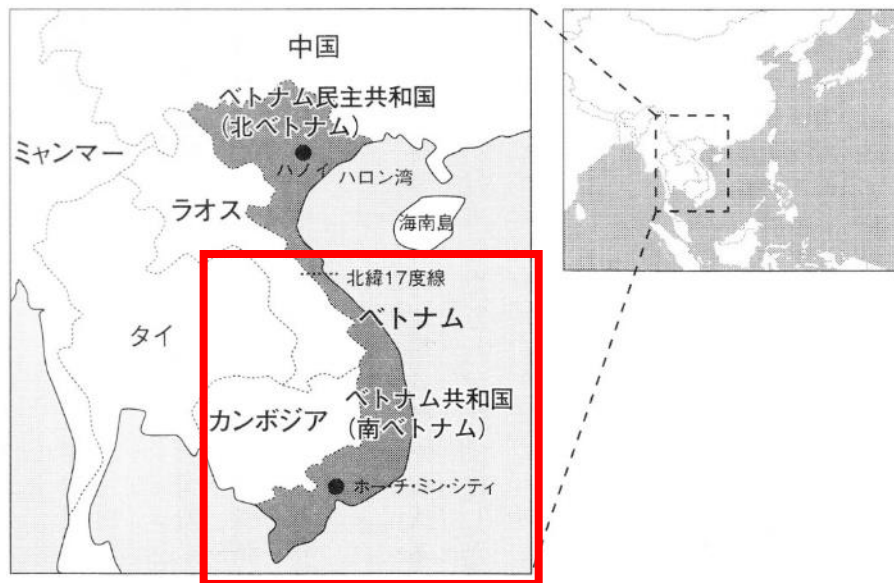 中国
ベトナム民主共和国
(北ベトナム)
ミャンマー
ハノイ
ハロン湾
ラオス
海南島
北緯17度線
ベトナム
タイ
ベトナム共和国
(南ベトナム)
カンボジア
ホー・チ・ミン・シティ